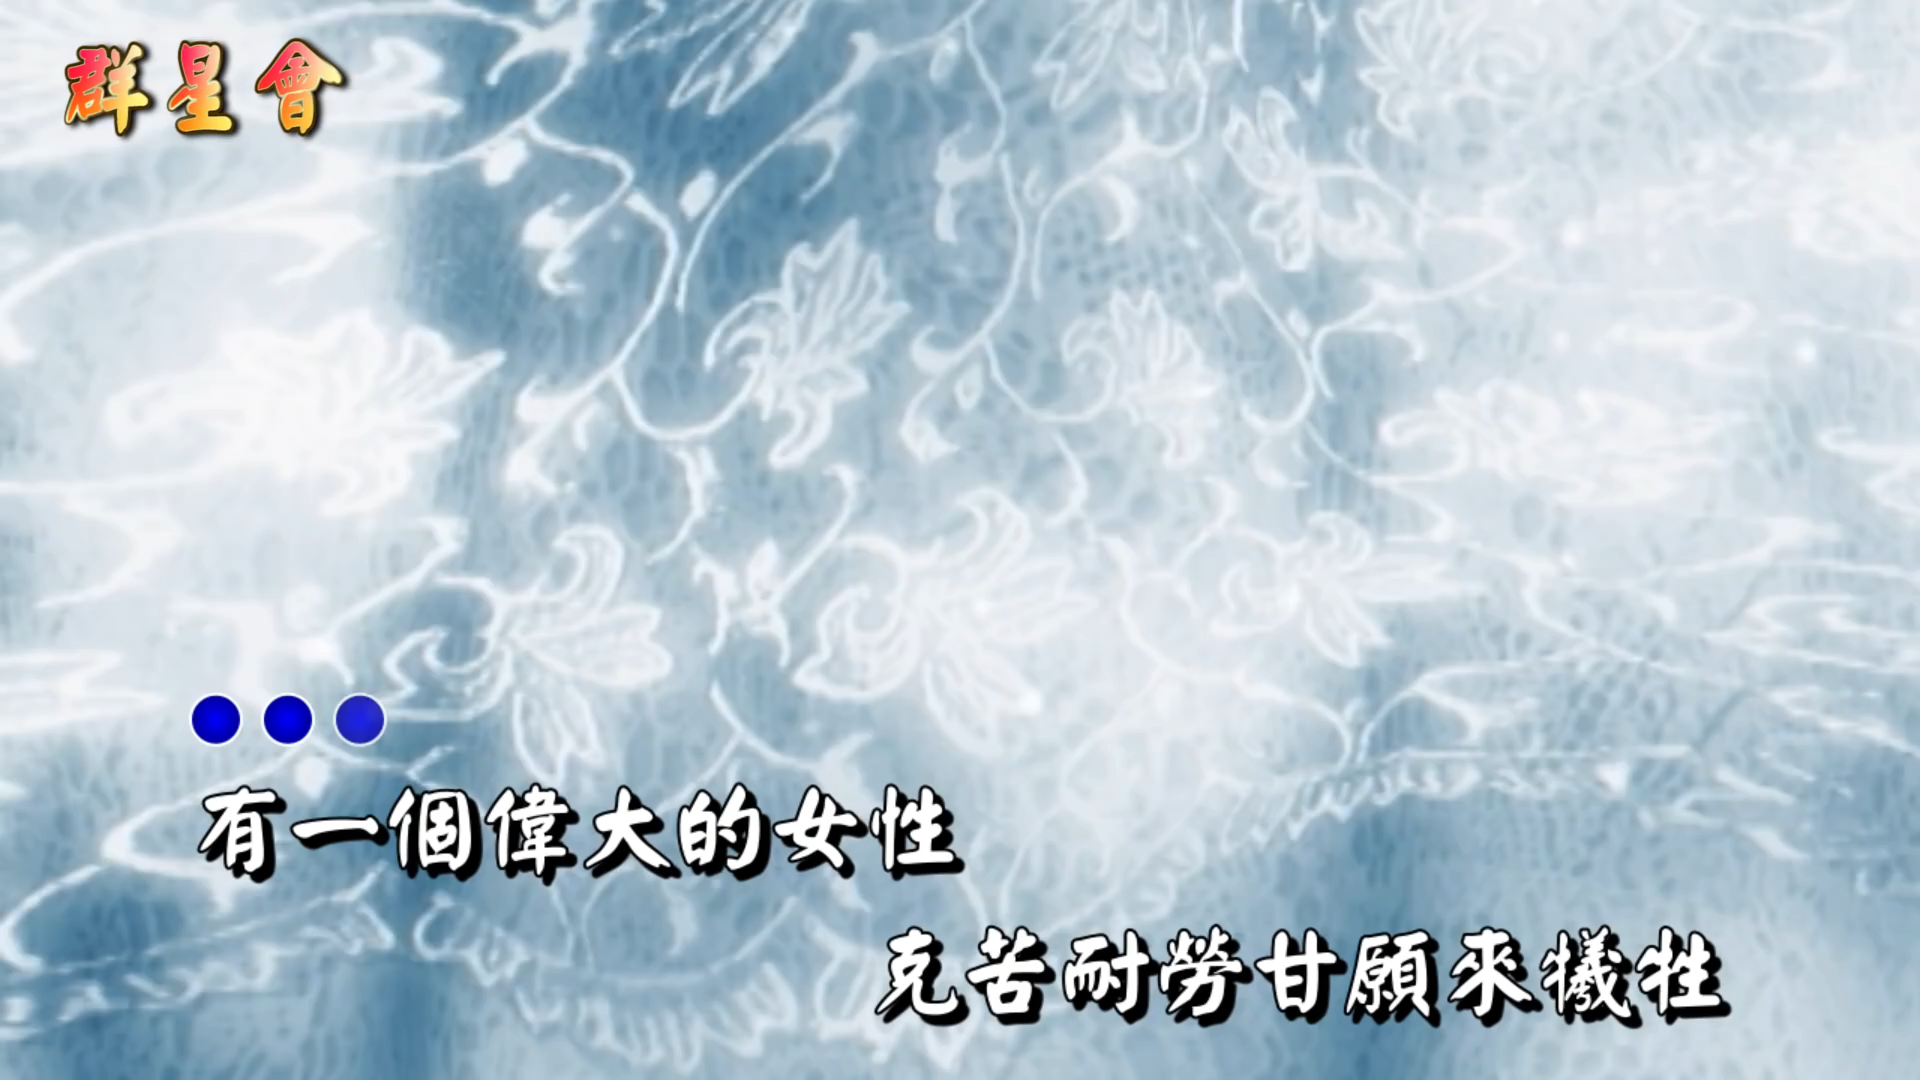 群星會
有一個偉大的女性
克苦耐勞甘願來犧牲